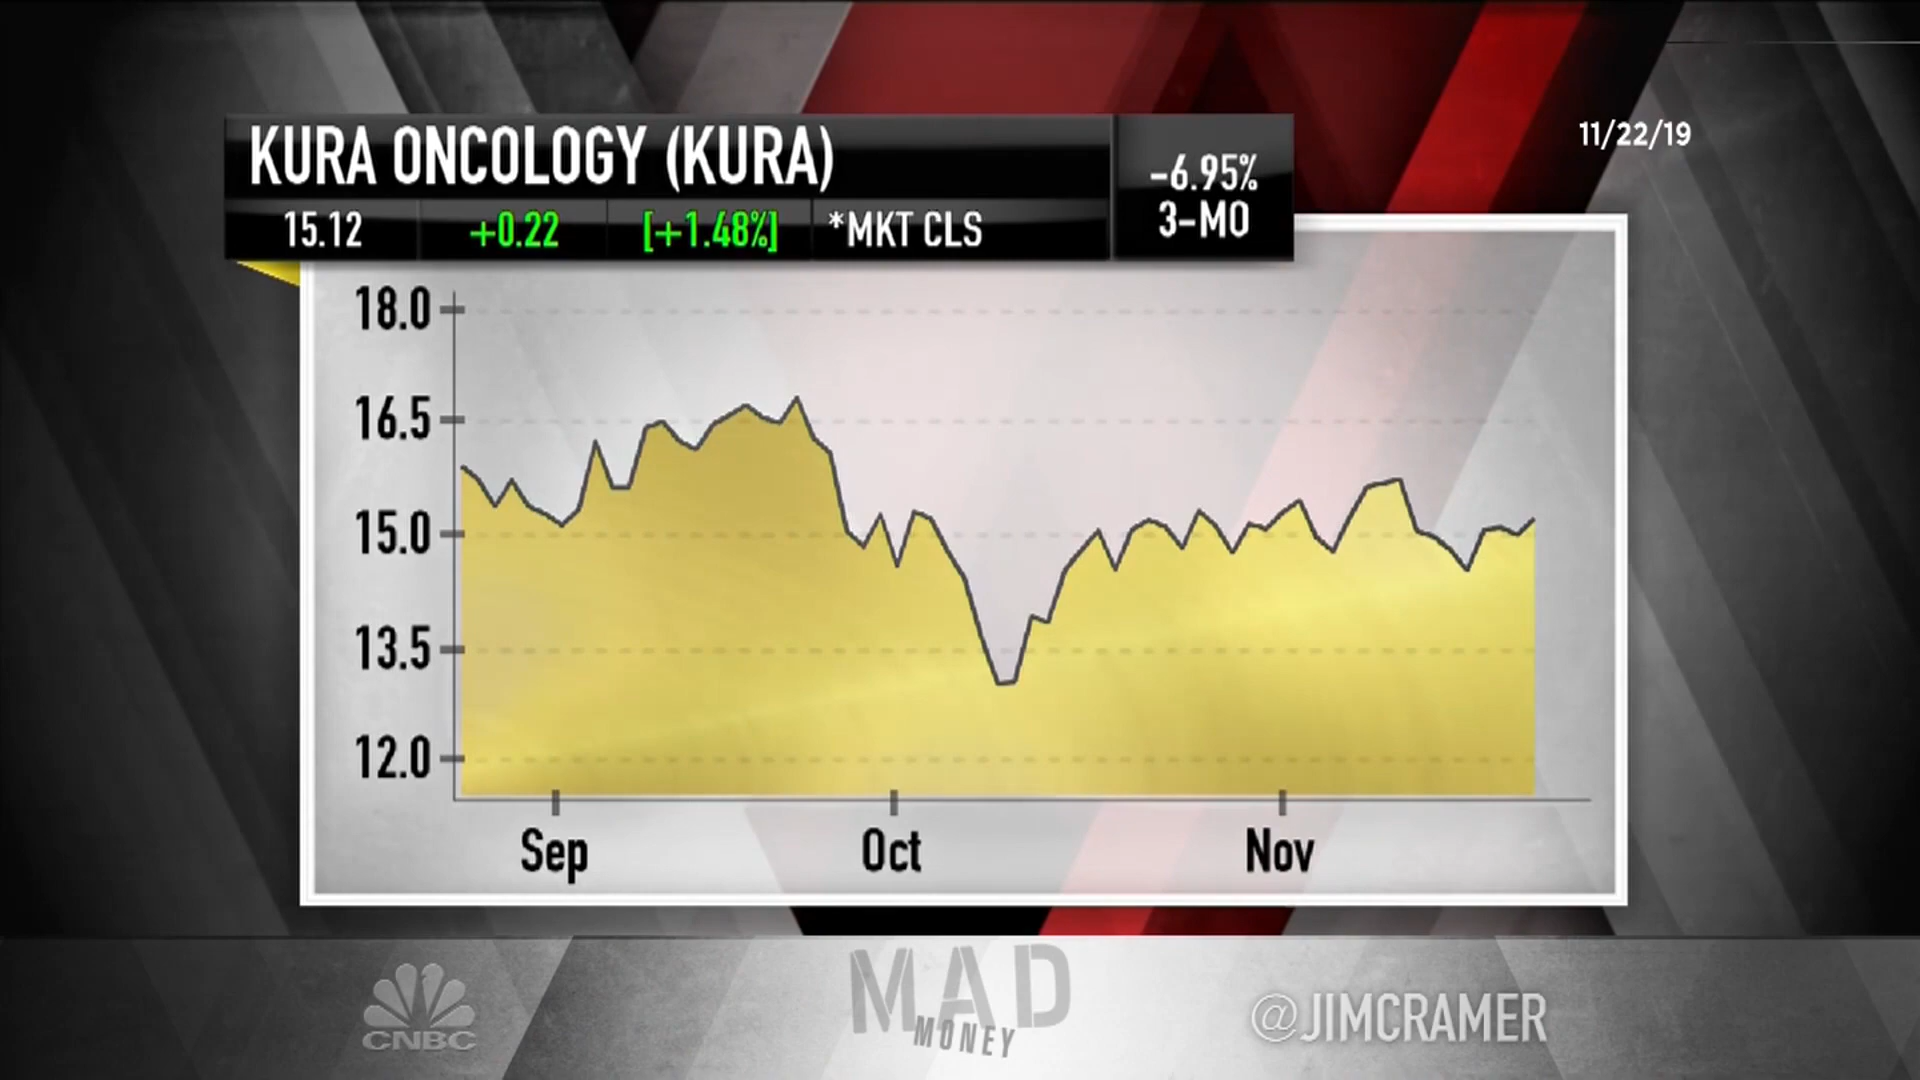 KURA ONCOLOGY (KURA)
15.12 +0.22 [+1.48%] *MKT CLS
-6.95%
3-MO
11/22/19
18.0
16.5
15.0
13.5
12.0
Sep Oct Nov
CNBC
MAD
MONEY
@JIMCRAMER